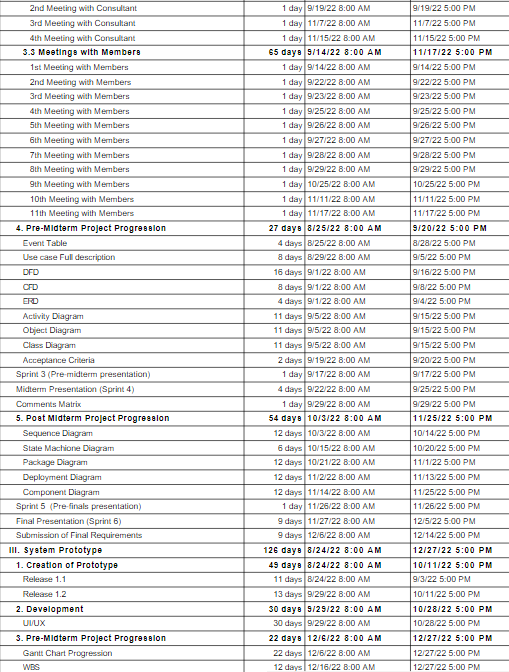 2nd Meeting with Consultant 1 day 9/19/22 8:00 AM 9/19/22 5:00 PM
3rd Meeting with Consultant 1 day 11/7/22 8:00 AM 11/7/22 5:00 PM
4th Meeting with Consultant 1 day 11/15/22 8:00 AM 11/15/22 5:00 PM
3.3 Meetings with Members 65 days 9/14/22 8:00 AM 11/17/22 5:00 PM
1st Meeting with Members 1 day 9/14/22 8:00 AM 9/14/22 5:00 PM
2nd Meeting with Members 1 day 9/22/22 8:00 AM 9/22/22 5:00 PM
3rd Meeting with Members 1 day 9/23/22 8:00 AM 9/23/22 5:00 PM
4th Meeting with Members 1 day 9/25/22 8:00 AM 9/25/22 5:00 PM
5th Meeting with Members 1 day 9/26/22 8:00 AM 9/26/22 5:00 PM
6th Meeting with Members 1 day 9/27/22 8:00 AM 9/27/22 5:00 PM
7th Meeting with Members 1 day 9/28/22 8:00 AM 9/28/22 5:00 PM
8th Meeting with Members 1 day 9/29/22 8:00 AM 9/29/22 5:00 PM
9th Meeting with Members 1 day 10/25/22 8:00 AM 10/25/22 5:00 PM
10th Meeting with Members 1 day 11/11/22 8:00 AM 11/11/22 5:00 PM
11th Meeting with Members 1 day 11/17/22 8:00 AM 11/17/22 5:00 PM
4. Pre-Midterm Project Progression 27 days 8/25/22 8:00 AM 9/20/22 5:00 PM
Event Table 4 days 8/25/22 8:00 AM 8/28/22 5:00 PM
Use case Full description 8 days 8/29/22 8:00 AM 9/5/22 5:00 PM
DFD 16 days 9/1/22 8:00 AM 9/16/22 5:00 PM
CFD 8 days 9/1/22 8:00 AM 9/8/22 5:00 PM
ERD 4 days 9/1/22 8:00 AM 9/4/22 5:00 PM
Activity Diagram 11 days 9/5/22 8:00 AM 9/15/22 5:00 PM
Object Diagram 11 days 9/5/22 8:00 AM 9/15/22 5:00 PM
Class Diagram 11 days 9/5/22 8:00 AM 9/15/22 5:00 PM
Acceptance Criteria 2 days 9/19/22 8:00 AM 9/20/22 5:00 PM
Sprint 3 (Pre-midterm presentation) 1 day 9/17/22 8:00 AM 9/17/22 5:00 PM
Midterm Presentation (Sprint 4) 4 days 9/22/22 8:00 AM 9/25/22 5:00 PM
Comments Matrix 1 day 9/29/22 8:00 AM 9/29/22 5:00 PM
5. Post Midterm Project Progression 54 days 10/3/22 8:00 AM 11/25/22 5:00 PM
Sequence Diagram 12 days 10/3/22 8:00 AM 10/14/22 5:00 PM
State Machione Diagram 6 days 10/15/22 8:00 AM 10/20/22 5:00 PM
Package Diagram 12 days 10/21/22 8:00 AM 11/1/22 5:00 PM
Deployment Diagram 12 days 11/2/22 8:00 AM 11/13/22 5:00 PM
Component Diagram 12 days 11/14/22 8:00 AM 11/25/22 5:00 PM
Sprint 5 (Pre-finals presentation) 1 day 11/26/22 8:00 AM 11/26/22 5:00 PM
Final Presentation (Sprint 6) 9 days 11/27/22 8:00 AM 12/5/22 5:00 PM
Submission of Final Requirements 9 days 12/6/22 8:00 AM 12/14/22 5:00 PM
III. System Prototype 126 days 8/24/22 8:00 AM 12/27/22 5:00 PM
1. Creation of Prototype 49 days 8/24/22 8:00 AM 10/11/22 5:00 PM
Release 1.1 11 days 8/24/22 8:00 AM 9/3/22 5:00 PM
Release 1.2 13 days 9/29/22 8:00 AM 10/11/22 5:00 PM
2. Development 30 days 9/29/22 8:00 AM 10/28/22 5:00 PM
UI/UX 30 days 9/29/22 8:00 AM 10/28/22 5:00 PM
3. Pre-Midterm Project Progression 22 days 12/6/22 8:00 AM 12/27/22 5:00 PM
Gantt Chart Progression 22 days 12/6/22 8:00 AM 12/27/22 5:00 PM
WBS 12 days 12/16/22 8:00 AM 12/27/22 5:00 PM